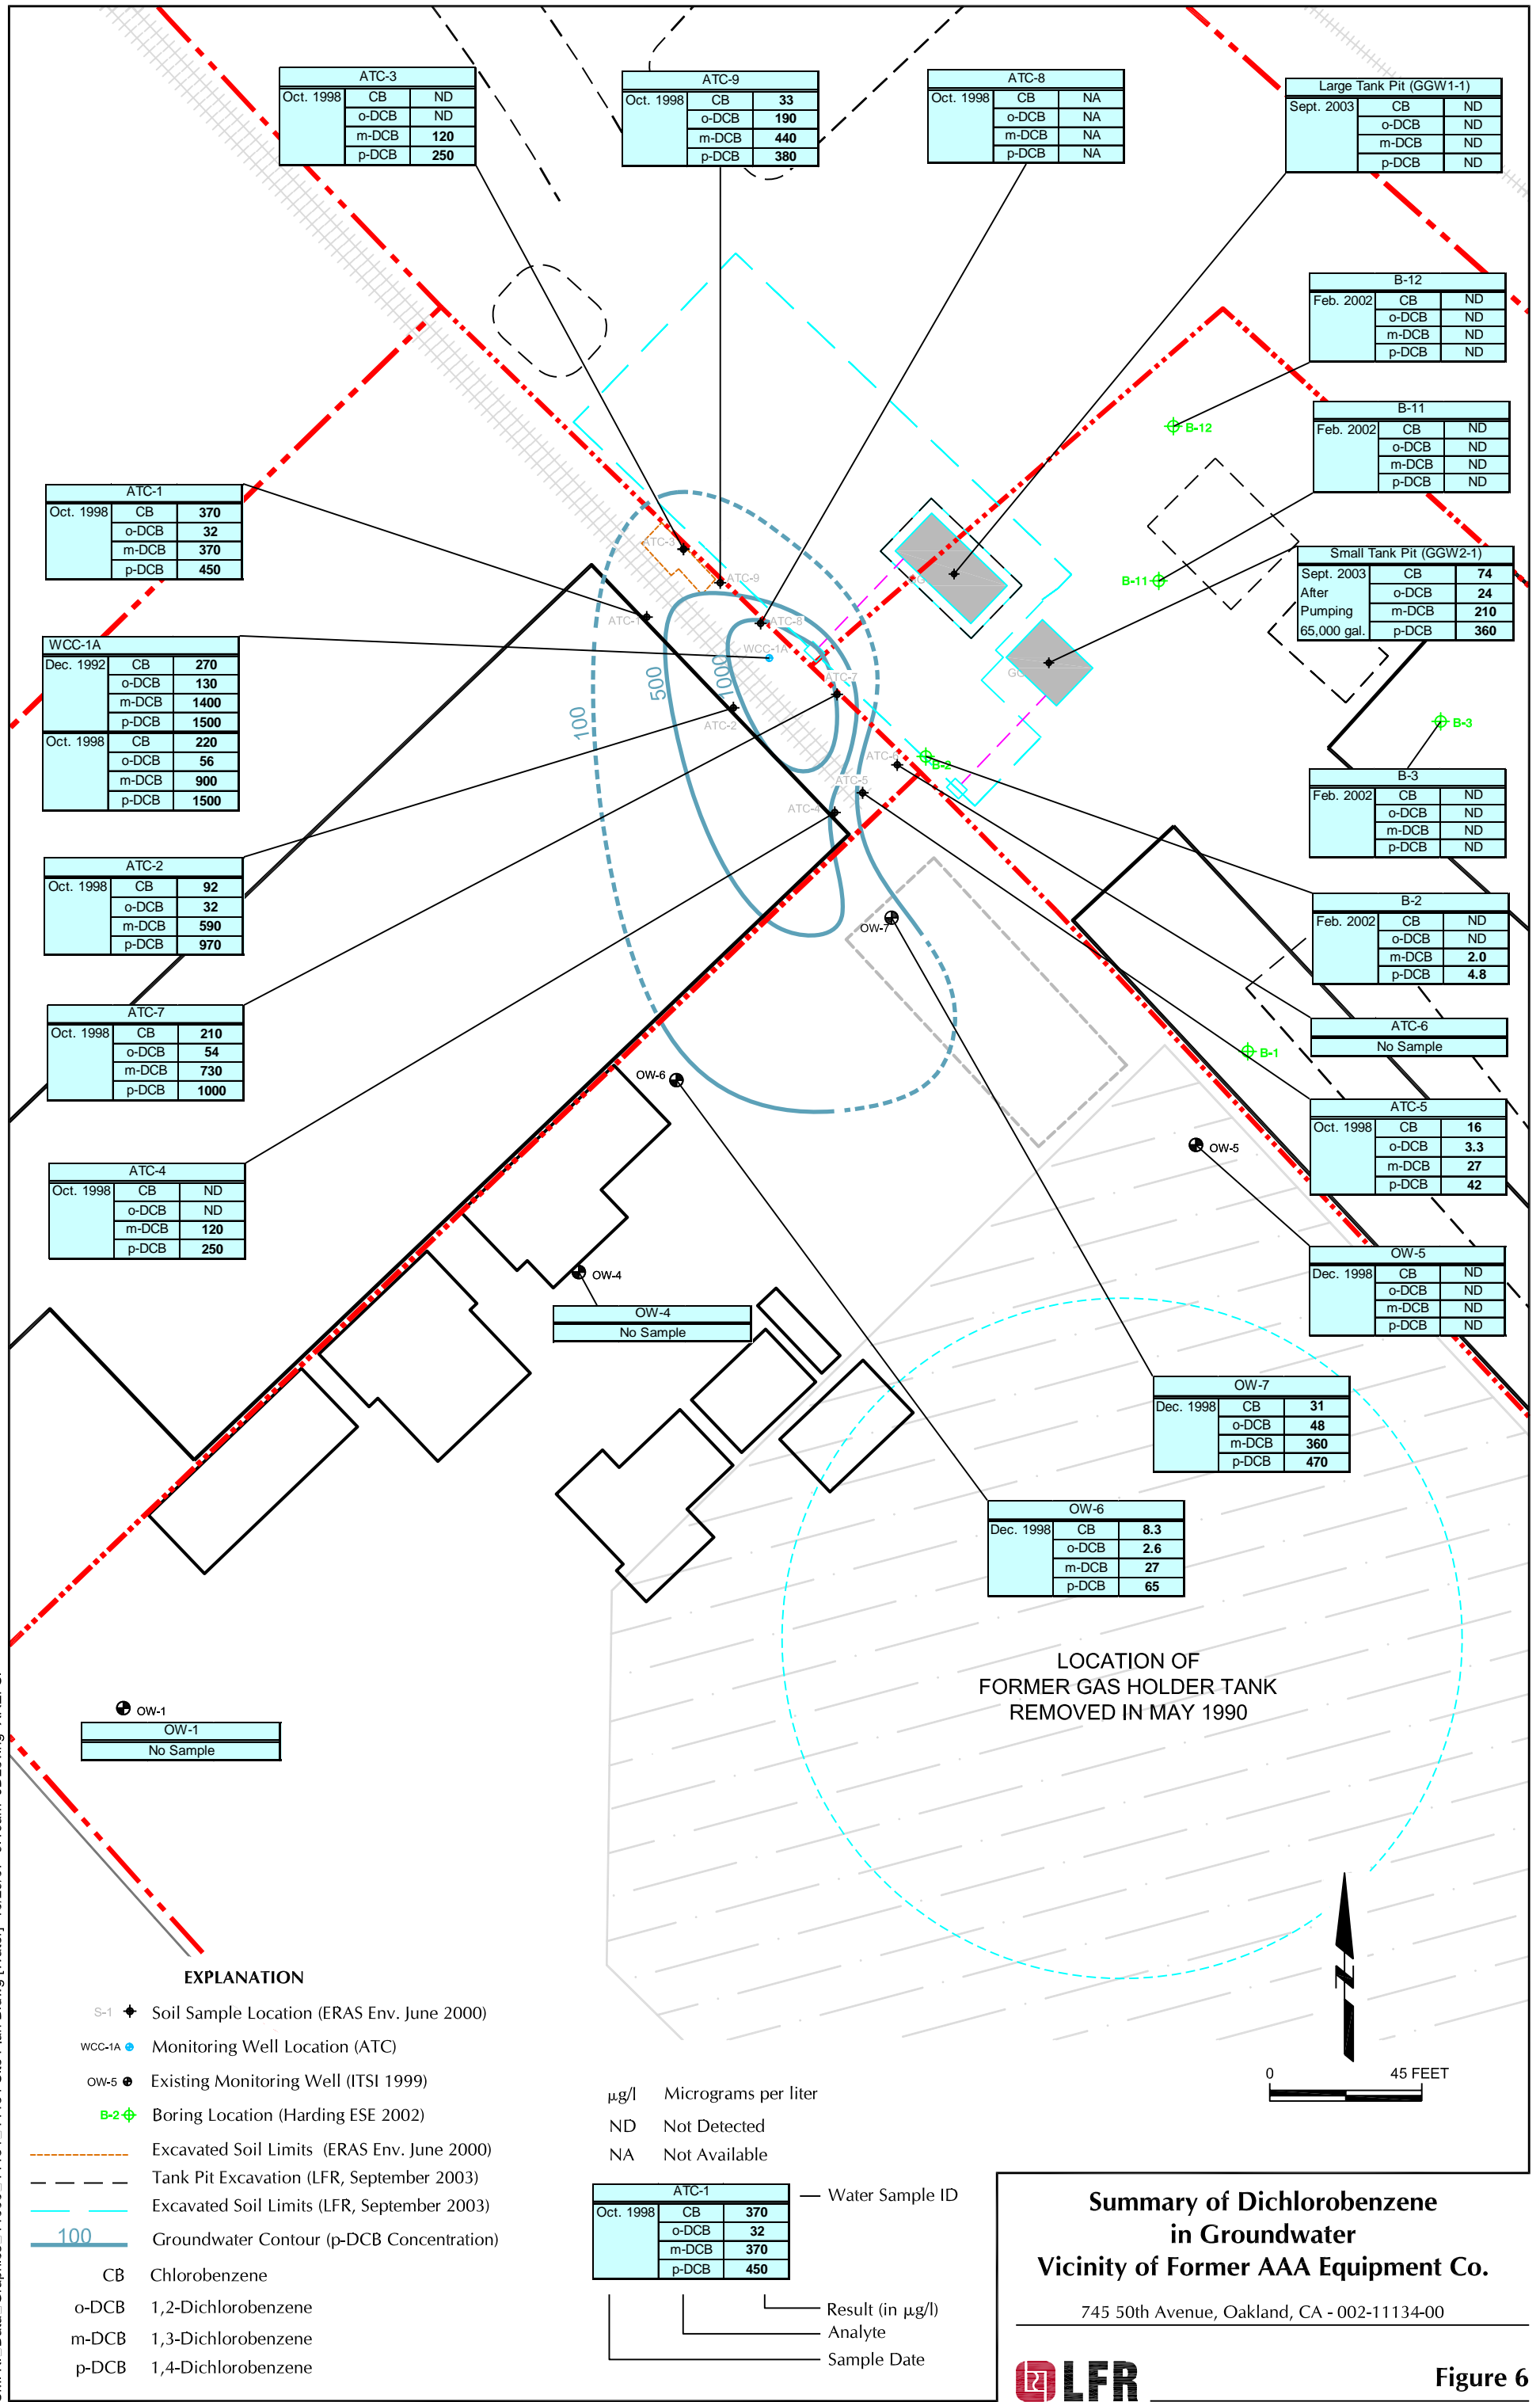 ATC-3
Oct. 1998 CB ND
o-DCB ND
m-DCB 120
p-DCB 250
ATC-9
Oct. 1998 CB 33
o-DCB 190
m-DCB 440
p-DCB 380
ATC-8
Oct. 1998 CB NA
o-DCB NA
m-DCB NA
p-DCB NA
Large Tank Pit (GGW1-1)
Sept. 2003 CB ND
o-DCB ND
m-DCB ND
p-DCB ND
B-12
Feb. 2002 CB ND
o-DCB ND
m-DCB ND
p-DCB ND
B-11
Feb. 2002 CB ND
o-DCB ND
m-DCB ND
p-DCB ND
Small Tank Pit (GGW2-1)
Sept. 2003 CB 74
After o-DCB 24
Pumping m-DCB 210
65,000 gal. p-DCB 360
ATC-1
Oct. 1998 CB 370
o-DCB 32
m-DCB 370
p-DCB 450
WCC-1A
Dec. 1992 CB 270
o-DCB 130
m-DCB 1400
p-DCB 1500
Oct. 1998 CB 220
o-DCB 56
m-DCB 900
p-DCB 1500
ATC-2
Oct. 1998 CB 92
o-DCB 32
m-DCB 590
p-DCB 970
ATC-7
Oct. 1998 CB 210
o-DCB 54
m-DCB 730
p-DCB 1000
ATC-4
Oct. 1998 CB ND
o-DCB ND
m-DCB 120
p-DCB 250
B-12
B-11
B-3
B-2
B-1
ATC-3
ATC-9
ATC-1
ATC-8
WCC-1A
ATC-7
ATC-2
ATC-6
ATC-5
ATC-4
100
500
1000
OW-7
OW-6
OW-5
OW-4
OW-1
B-3
Feb. 2002 CB ND
o-DCB ND
m-DCB ND
p-DCB ND
B-2
Feb. 2002 CB ND
o-DCB ND
m-DCB 2.0
p-DCB 4.8
ATC-6
No Sample
ATC-5
Oct. 1998 CB 16
o-DCB 3.3
m-DCB 27
p-DCB 42
OW-5
Dec. 1998 CB ND
o-DCB ND
m-DCB ND
p-DCB ND
OW-4
No Sample
OW-7
Dec. 1998 CB 31
o-DCB 48
m-DCB 360
p-DCB 470
OW-6
Dec. 1998 CB 8.3
o-DCB 2.6
m-DCB 27
p-DCB 65
LOCATION OF
FORMER GAS HOLDER TANK
REMOVED IN MAY 1990
OW-1
No Sample
EXPLANATION
S-1 Soil Sample Location (ERAS Env. June 2000)
WCC-1A Monitoring Well Location (ATC)
OW-5 Existing Monitoring Well (ITSI 1999)
B-2 Boring Location (Harding ESE 2002)
Excavated Soil Limits (ERAS Env. June 2000)
Tank Pit Excavation (LFR, September 2003)
Excavated Soil Limits (LFR, September 2003)
100 Groundwater Contour (p-DCB Concentration)
CB Chlorobenzene
o-DCB 1,2-Dichlorobenzene
m-DCB 1,3-Dichlorobenzene
p-DCB 1,4-Dichlorobenzene
µg/l Micrograms per liter
ND Not Detected
NA Not Available
ATC-1
Oct. 1998 CB 370
o-DCB 32
m-DCB 370
p-DCB 450
Water Sample ID
Result (in µg/l)
Analyte
Sample Date
N
0 45 FEET
Summary of Dichlorobenzene
in Groundwater
Vicinity of Former AAA Equipment Co.
745 50th Avenue, Oakland, CA - 002-11134-00
LFR
Figure 6